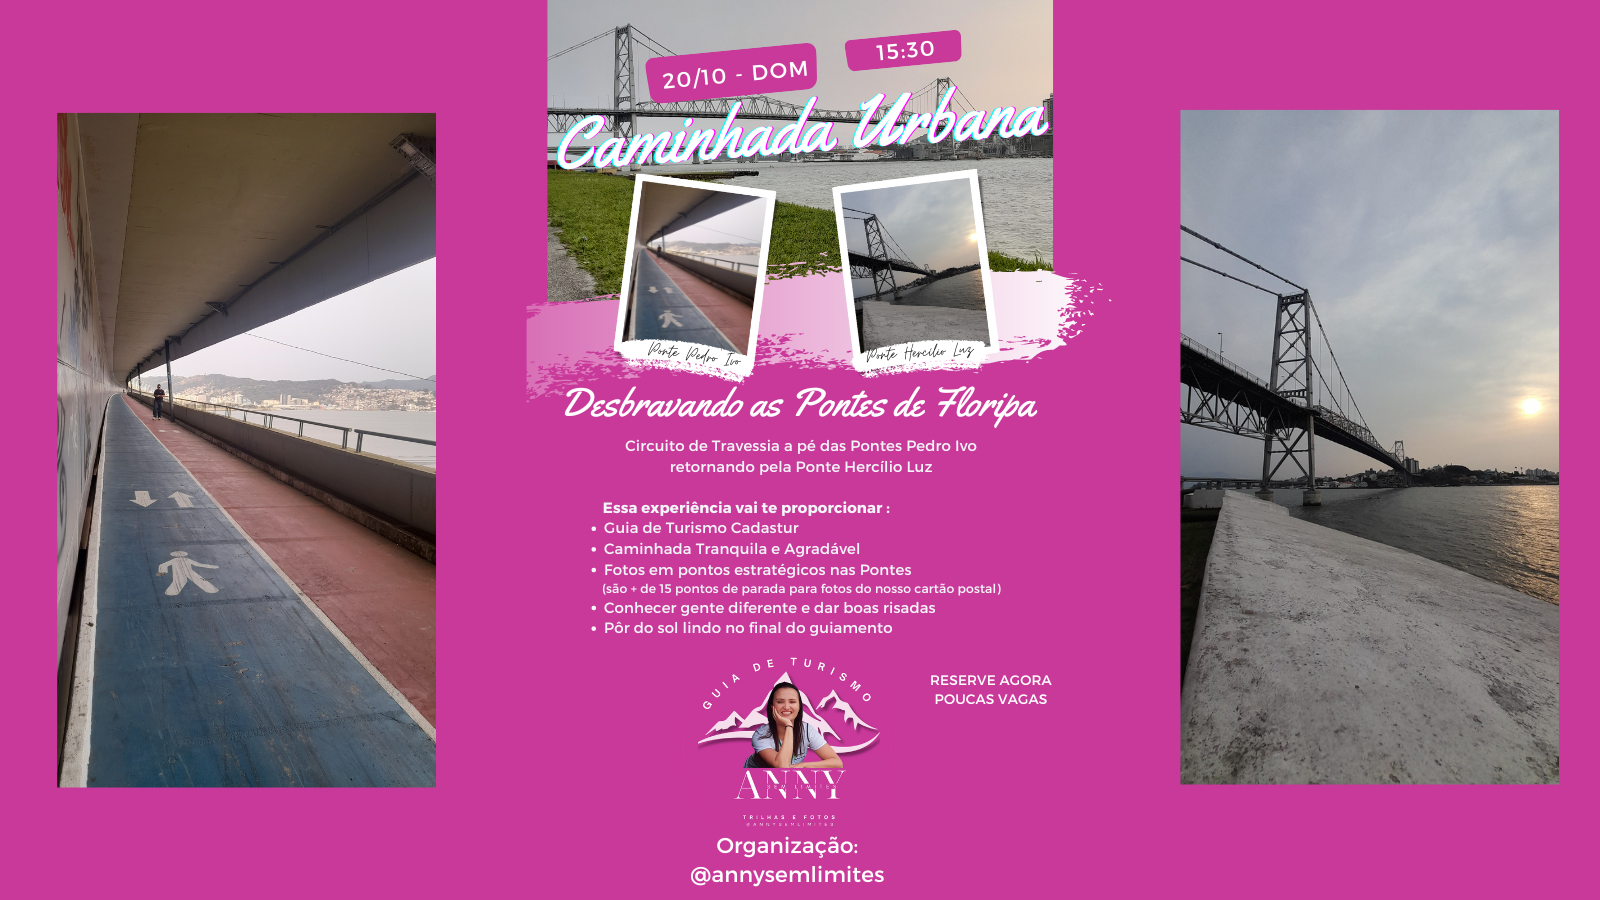 20/10 - DOM
15:30
Caminhada Urbana
Ponte Pedro Ivo
Ponte Hercílio Luz
Desbravando as Pontes de Floripa
Circuito de Travessia a pé das Pontes Pedro Ivo
retornando pela Ponte Hercílio Luz
Essa experiência vai te proporcionar :
• Guia de Turismo Cadastur
• Caminhada Tranquila e Agradável
• Fotos em pontos estratégicos nas Pontes
(são + de 15 pontos de parada para fotos do nosso cartão postal)
• Conhecer gente diferente e dar boas risadas
• Pôr do sol lindo no final do guiamento
GUIA DE TURISMO
RESERVE AGORA
POUCAS VAGAS
ANNY
SEM LIMITES
TRILHAS E FOTOS
@ANNYSEMLIMITES
Organização:
@annysemlimites